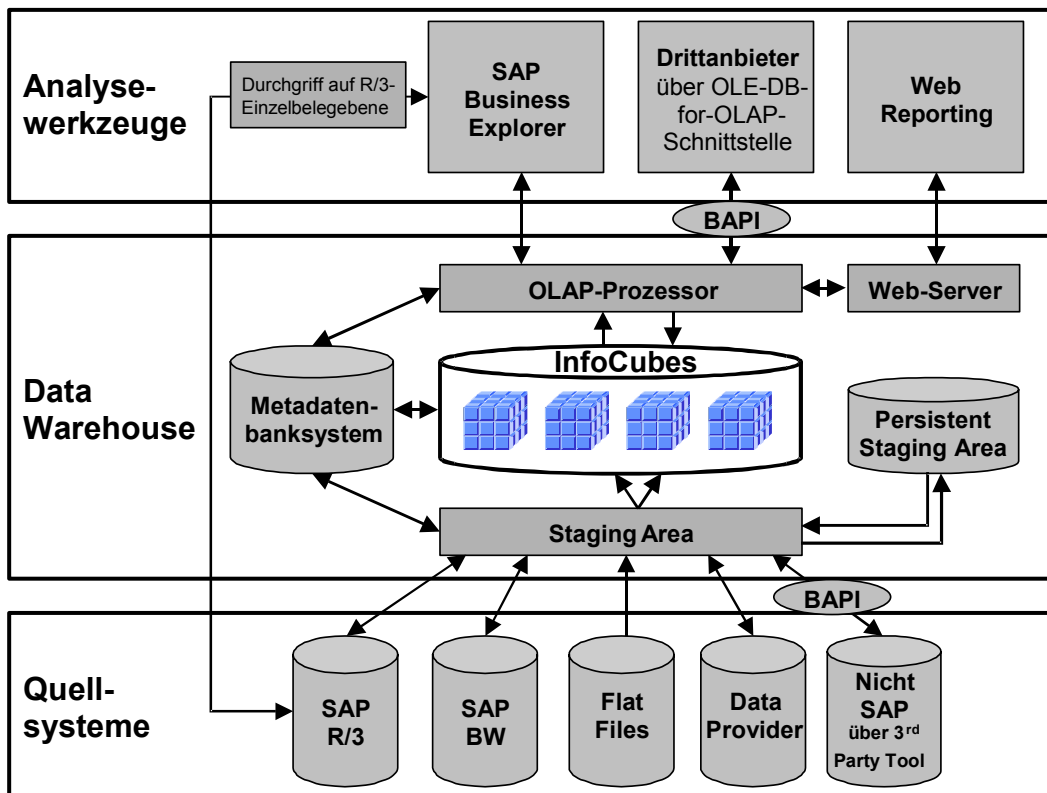 Analyse-
werkzeuge
Durchgriff auf R/3-
Einzelbelegebene
SAP
Business
Explorer
Drittanbieter
über OLE-DB-
for-OLAP-
Schnittstelle
Web
Reporting
BAPI
Data
Warehouse
OLAP-Prozessor
Web-Server
InfoCubes
Metadaten-
banksystem
Persistent
Staging Area
Staging Area
BAPI
Quell-
systeme
SAP
R/3
SAP
BW
Flat
Files
Data
Provider
Nicht
SAP
über 3rd
Party Tool